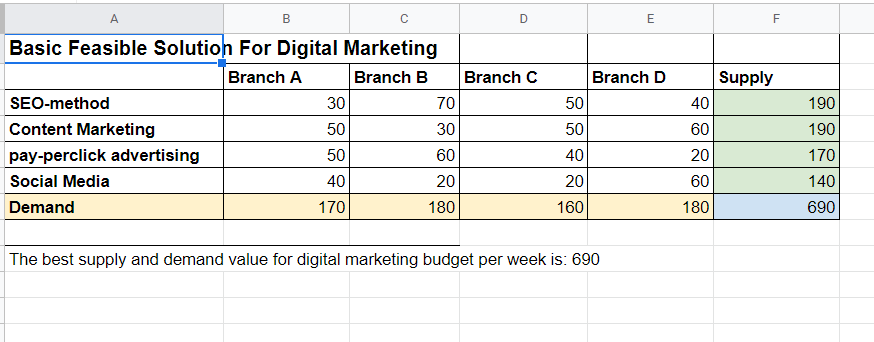 A B C D E F
Basic Feasible Solution For Digital Marketing
Branch A Branch B Branch C Branch D Supply
SEO-method 30 70 50 40 190
Content Marketing 50 30 50 60 190
pay-perclick advertising 50 60 40 20 170
Social Media 40 20 20 60 140
Demand 170 180 160 180 690
The best supply and demand value for digital marketing budget per week is: 690